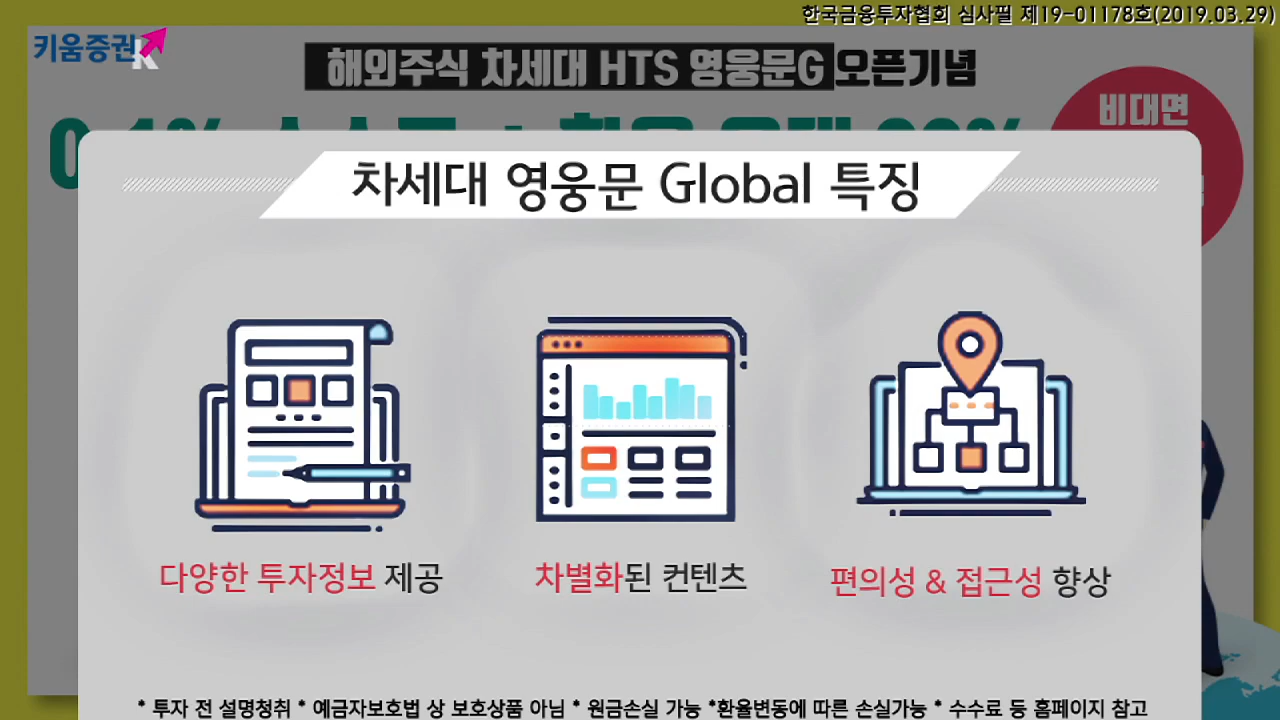 한국금융투자협회 심사필 제19-01178호(2019.03.29)
키움증권
해외주식 차세대 HTS 영웅문G 오픈기념
비대면
차세대 영웅문 Global 특징
다양한 투자정보 제공
차별화된 컨텐츠
편의성 & 접근성 향상
* 투자 전 설명청취 * 예금자보호법 상 보호상품 아님 * 원금손실 가능 *환율변동에 따른 손실가능 * 수수료 등 홈페이지 참고